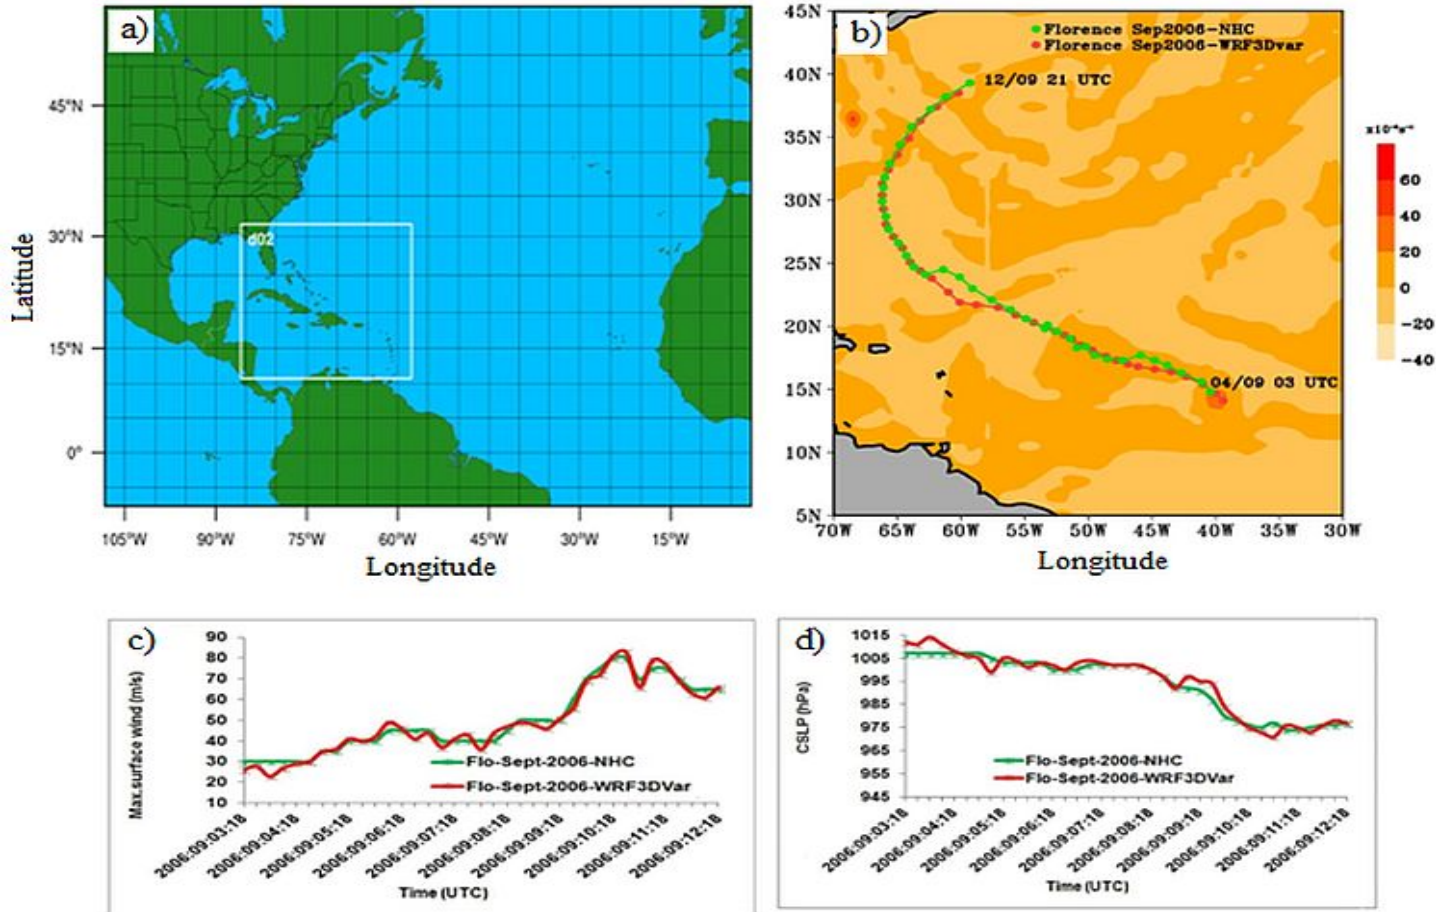 a)
d02
45°N
30°N
15°N
0°
Latitude
105°W 90°W 75°W 60°W 45°W 30°W 15°W
Longitude
b)
Florence Sep2006-NHC
Florence Sep2006-WRF3Dvar
12/09 21 UTC
04/09 03 UTC
45N
40N
35N
30N
25N
20N
15N
10N
5N
70W 65W 60W 55W 50W 45W 40W 35W 30W
Longitude
60
40
20
0
-20
-40
c)
Max.surface wind (m/s)
90
80
70
60
50
40
30
20
10
Flo-Sept-2006-NHC
Flo-Sept-2006-WRF3DVar
2006:09:03:18 2006:09:04:18 2006:09:05:18 2006:09:06:18 2006:09:07:18 2006:09:08:18 2006:09:09:18 2006:09:10:18 2006:09:11:18 2006:09:12:18
Time (UTC)
d)
CSLP (hPa)
1015
1005
995
985
975
965
955
945
Flo-Sept-2006-NHC
Flo-Sept-2006-WRF3DVar
2006:09:03:18 2006:09:04:18 2006:09:05:18 2006:09:06:18 2006:09:07:18 2006:09:08:18 2006:09:09:18 2006:09:10:18 2006:09:11:18 2006:09:12:18
Time (UTC)